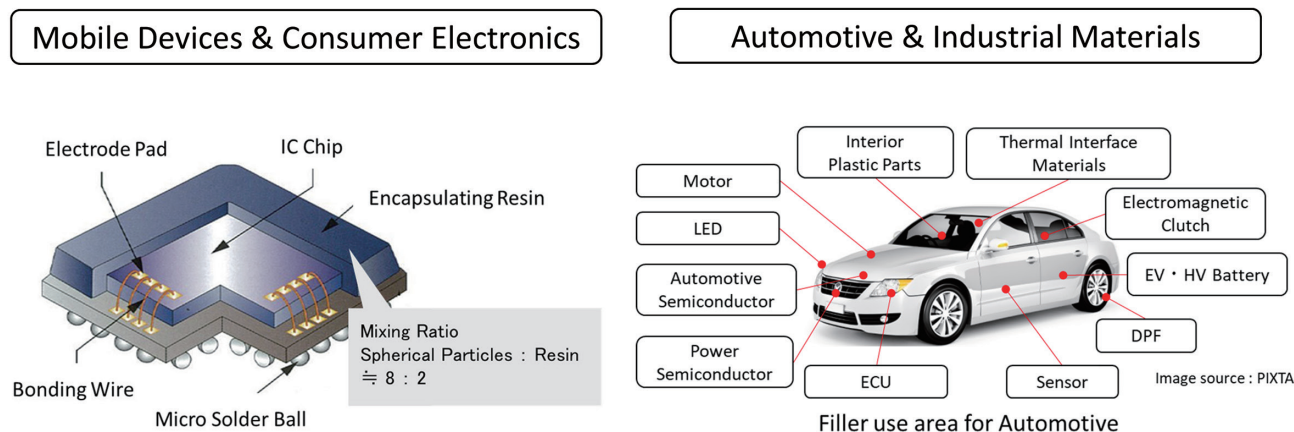 Mobile Devices & Consumer Electronics
Electrode Pad
IC Chip
Encapsulating Resin
Mixing Ratio
Spherical Particles : Resin
≒ 8 : 2
Bonding Wire
Micro Solder Ball
Automotive & Industrial Materials
Interior
Plastic Parts
Thermal Interface
Materials
Motor
Electromagnetic
Clutch
LED
EV・HV Battery
Automotive
Semiconductor
DPF
Power
Semiconductor
ECU
Sensor
Image source : PIXTA
Filler use area for Automotive